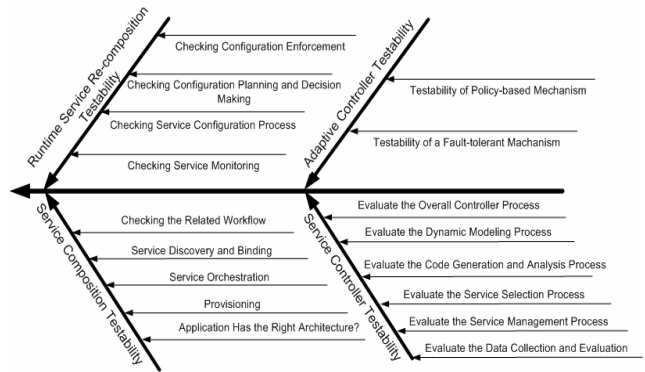 Runtime Service Re-composition
Testability
Checking Configuration Enforcement
Checking Configuration Planning and Decision
Making
Checking Service Configuration Process
Checking Service Monitoring
Adaptive Controller Testability
Testability of Policy-based Mechanism
Testability of a Fault-tolerant Machanism
Service Composition Testability
Checking the Related Workflow
Service Discovery and Binding
Service Orchestration
Provisioning
Application Has the Right Architecture?
Service Controller Testability
Evaluate the Overall Controller Process
Evaluate the Dynamic Modeling Process
Evaluate the Code Generation and Analysis Process
Evaluate the Service Selection Process
Evaluate the Service Management Process
Evaluate the Data Collection and Evaluation